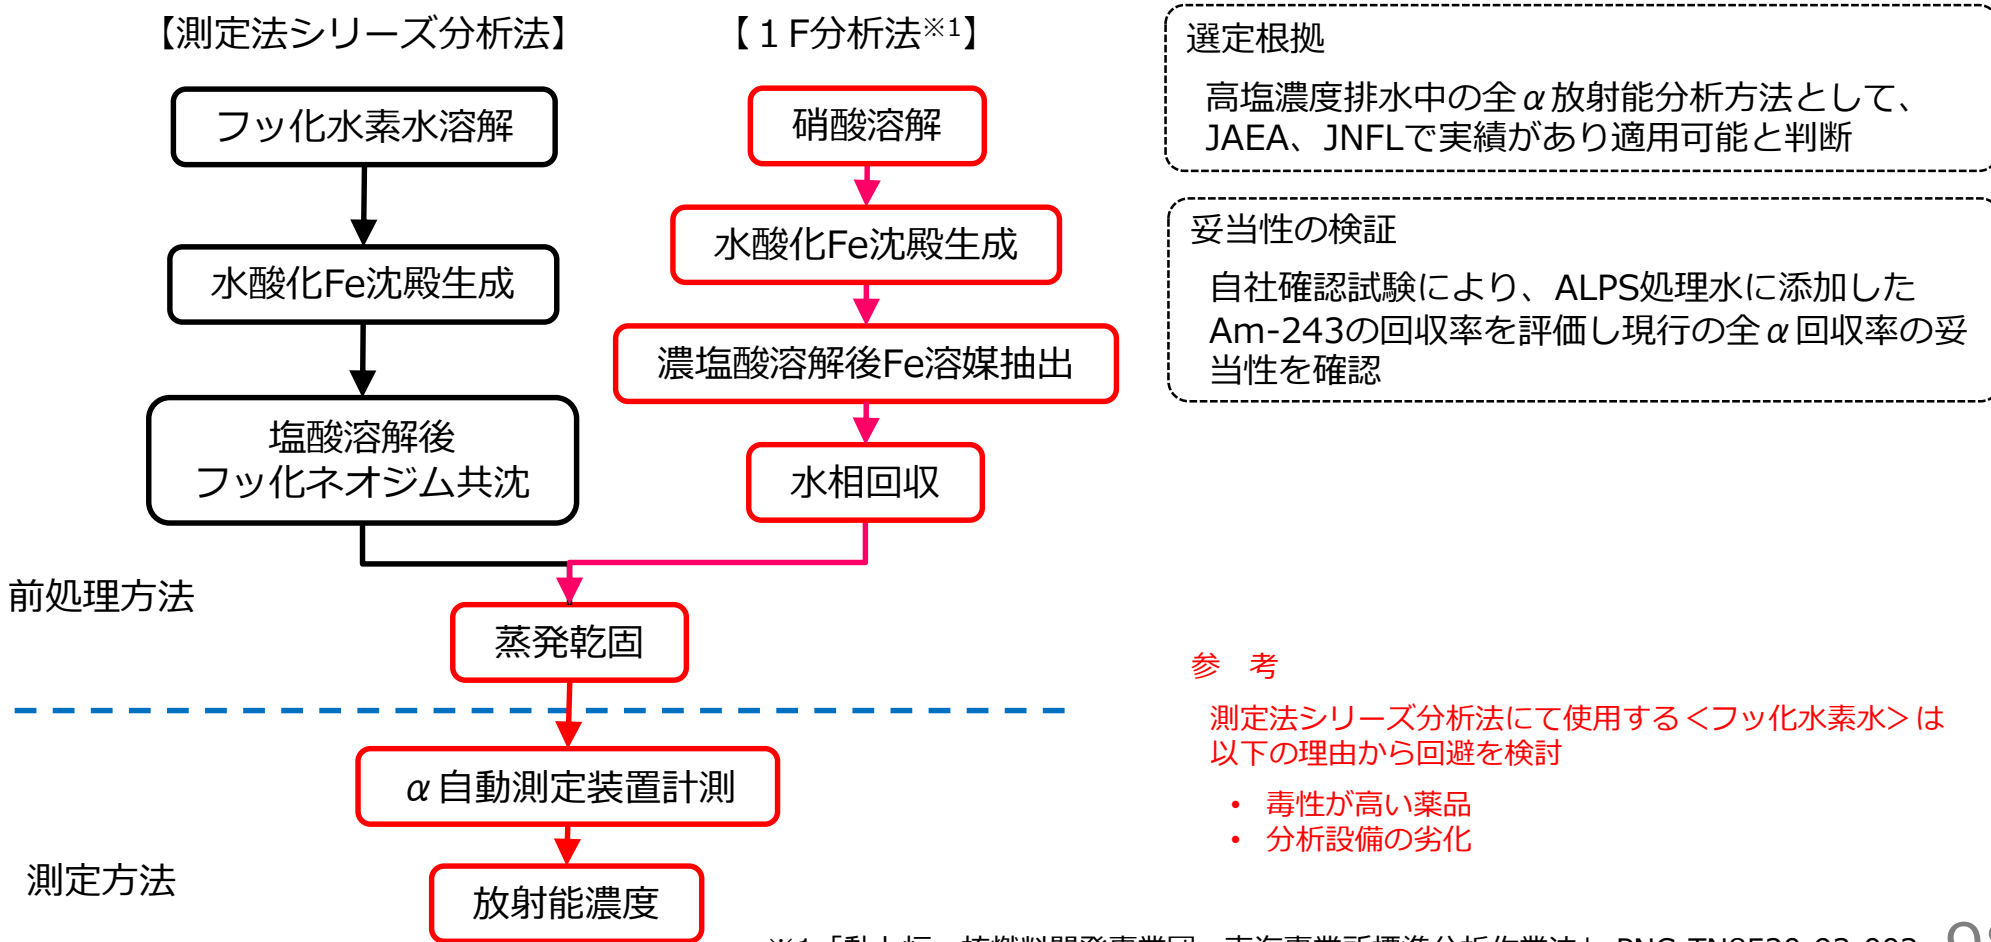 【測定法シリーズ分析法】
フッ化水素水溶解
水酸化Fe沈殿生成
塩酸溶解後
フッ化ネオジム共沈
【１F分析法※1】
硝酸溶解
水酸化Fe沈殿生成
濃塩酸溶解後Fe溶媒抽出
水相回収
前処理方法
蒸発乾固
α自動測定装置計測
測定方法
放射能濃度
選定根拠
高塩濃度排水中の全α放射能分析方法として、
JAEA、JNFLで実績があり適用可能と判断
妥当性の検証
自社確認試験により、ALPS処理水に添加した
Am-243の回収率を評価し現行の全α回収率の妥
当性を確認
参　考
測定法シリーズ分析法にて使用する＜フッ化水素水＞は
以下の理由から回避を検討
• 毒性が高い薬品
• 分析設備の劣化